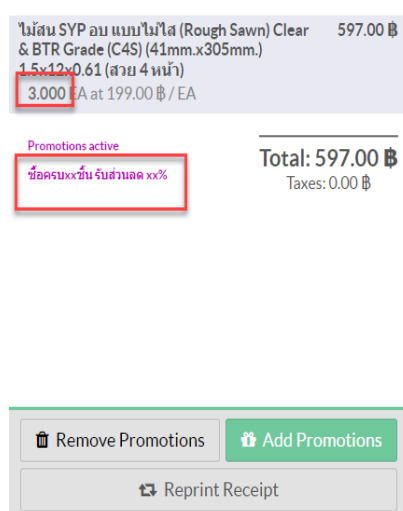 ไม้สน SYP อบ แบบไม่ไส (Rough Sawn) Clear 597.00 ฿
& BTR Grade (C4S) (41mm.x305mm.)
1.5x12x0.61 (สวย 4 หน้า)
3.000 EA at 199.00 ฿ / EA
Promotions active
ซื้อครบxxชิ้น รับส่วนลด xx%
Total: 597.00 ฿
Taxes: 0.00 ฿
Remove Promotions
Add Promotions
Reprint Receipt